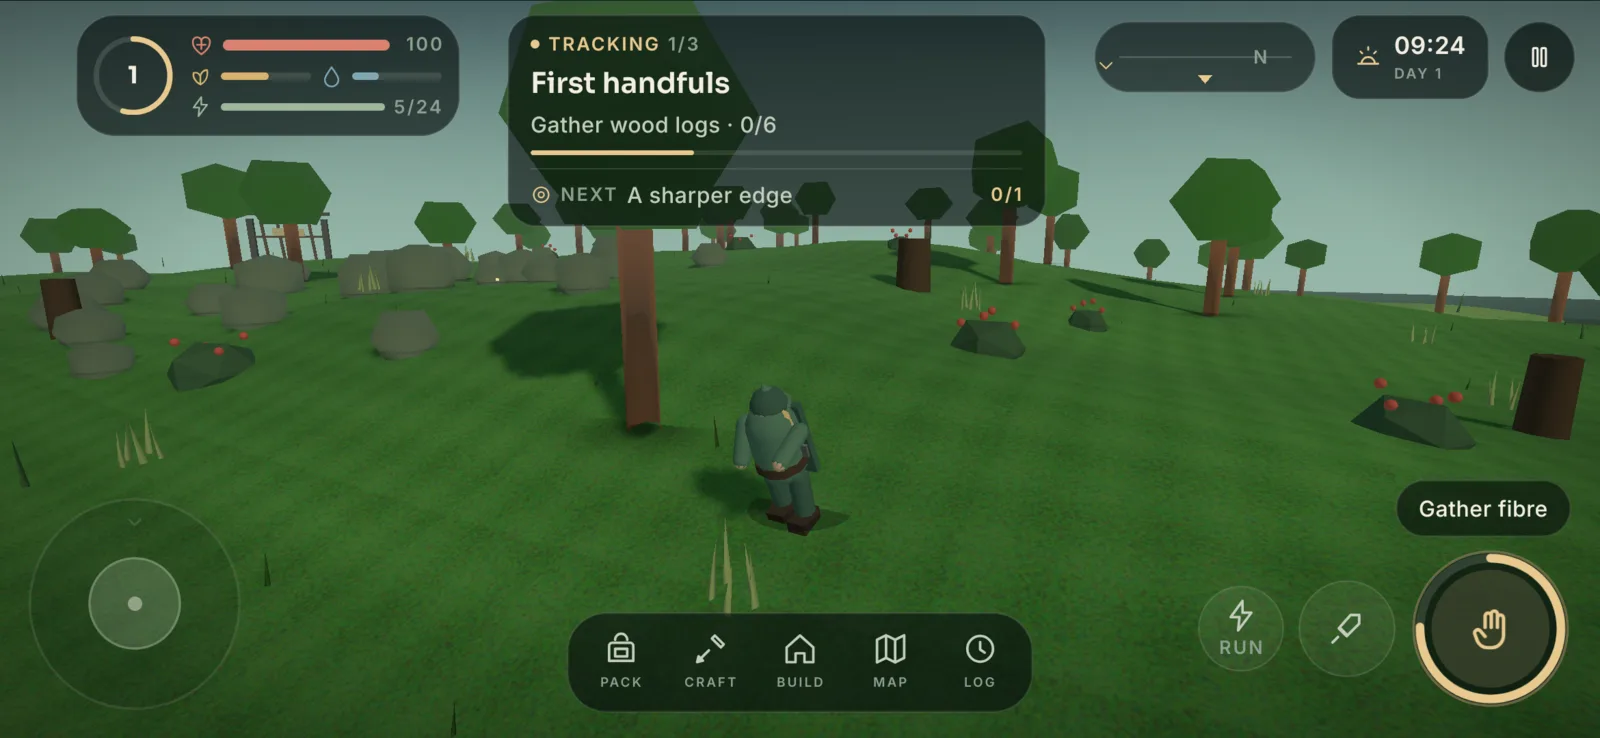 1
100
5/24
TRACKING 1/3
First handfuls
Gather wood logs · 0/6
NEXT A sharper edge 0/1
N
09:24
DAY 1
Gather fibre
RUN
PACK
CRAFT
BUILD
MAP
LOG